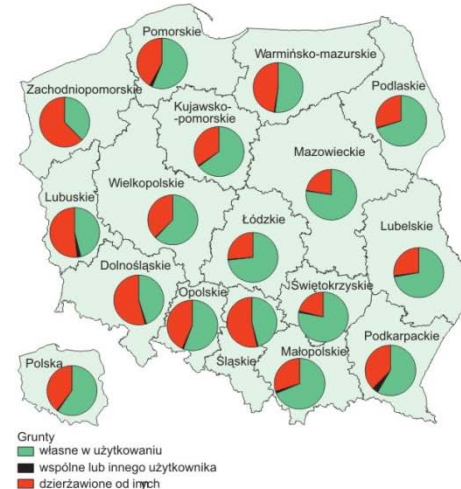 Pomorskie
Warmińsko-mazurskie
Zachodniopomorskie
Podlaskie
Kujawsko-
-pomorskie
Mazowieckie
Wielkopolskie
Lubuskie
Łódzkie
Lubelskie
Dolnośląskie
Opolskie
Świętokrzyskie
Śląskie
Małopolskie
Podkarpackie
Polska
Grunty
własne w użytkowaniu
wspólne lub innego użytkownika
dzierżawione od innych